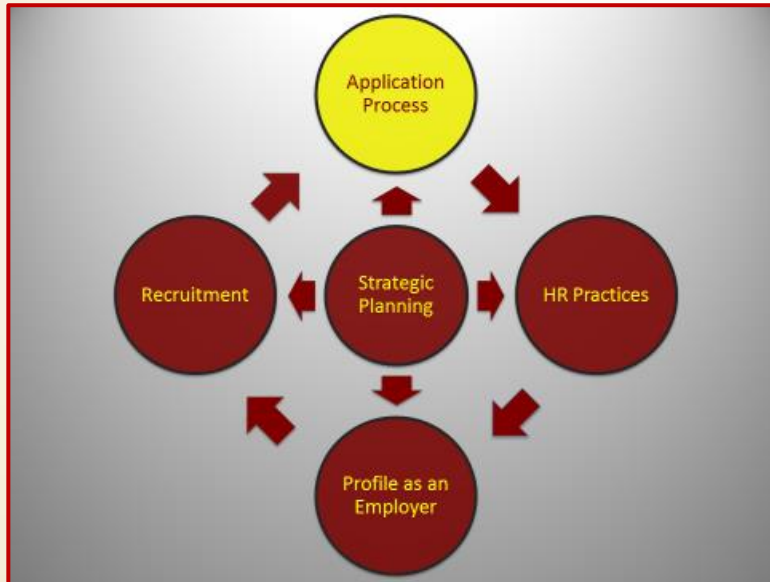 Application
Process
Recruitment
Strategic
Planning
HR Practices
Profile as an
Employer